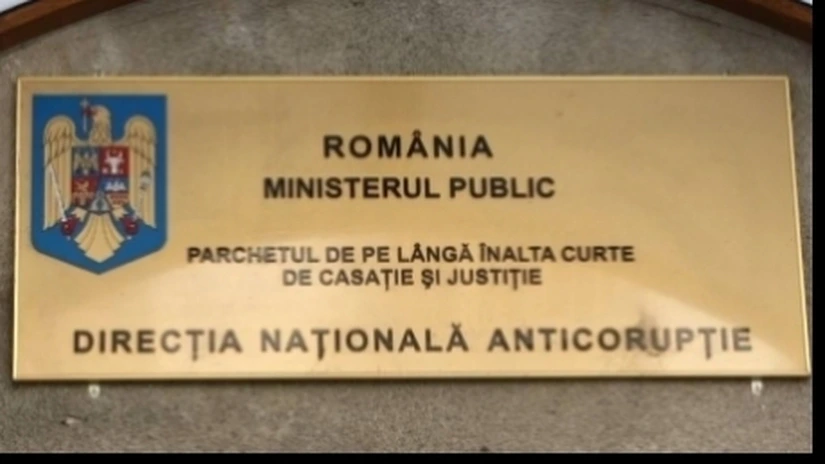 ROMÂNIA
MINISTERUL PUBLIC
PARCHETUL DE PE LÂNGĂ ÎNALTA CURTE
DE CASAȚIE ȘI JUSTIȚIE
DIRECȚIA NAȚIONALĂ ANTICORUPȚIE